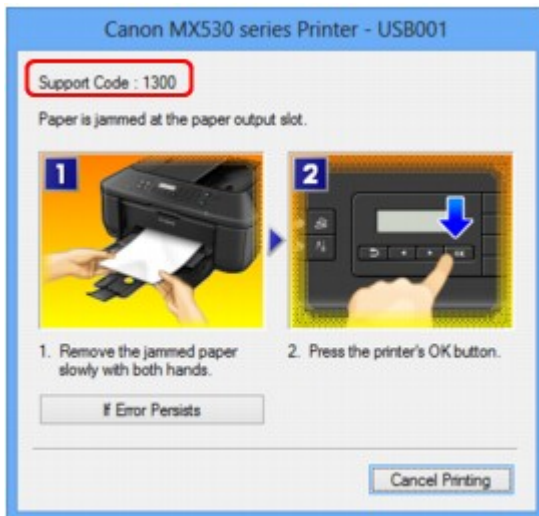 Canon MX530 series Printer - USB001
Support Code : 1300
Paper is jammed at the paper output slot.
1
2
1. Remove the jammed paper
slowly with both hands.
2. Press the printer's OK button.
If Error Persists
Cancel Printing